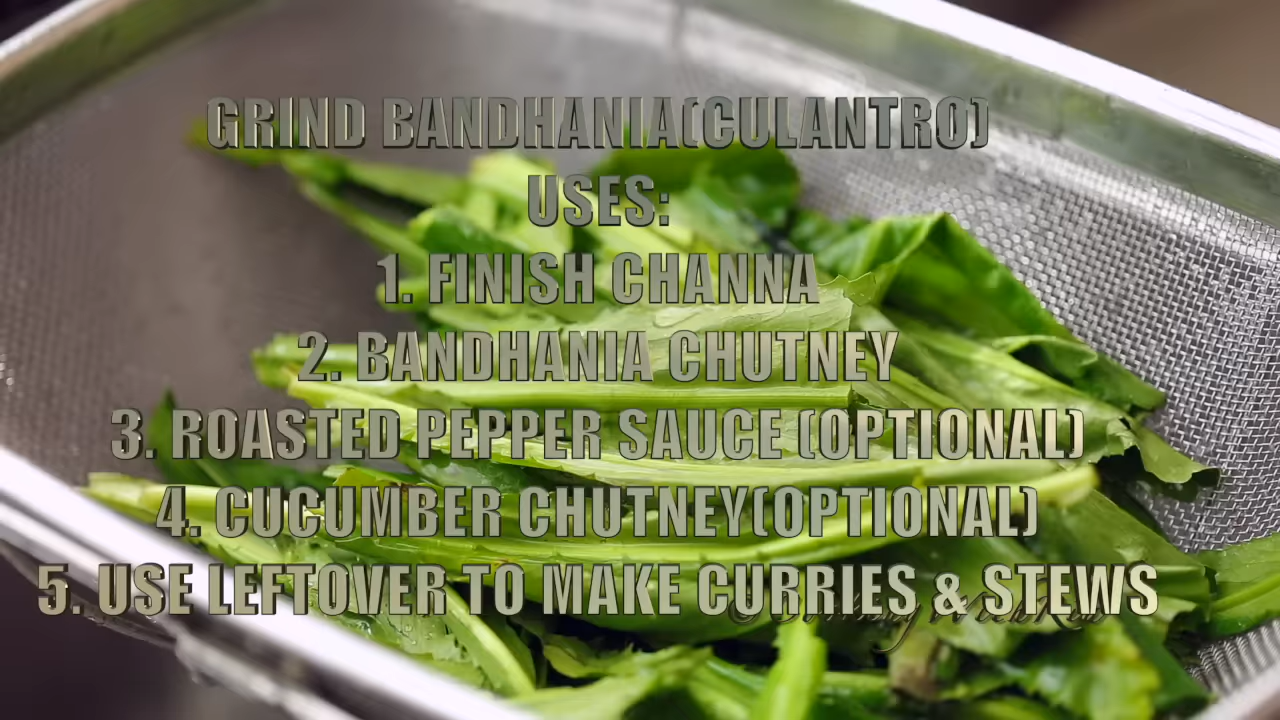 GRIND BANDHANIA(CULANTRO)
USES:
1. FINISH CHANNA
2. BANDHANIA CHUTNEY
3. ROASTED PEPPER SAUCE (OPTIONAL)
4. CUCUMBER CHUTNEY(OPTIONAL)
5. USE LEFTOVER TO MAKE CURRIES & STEWS